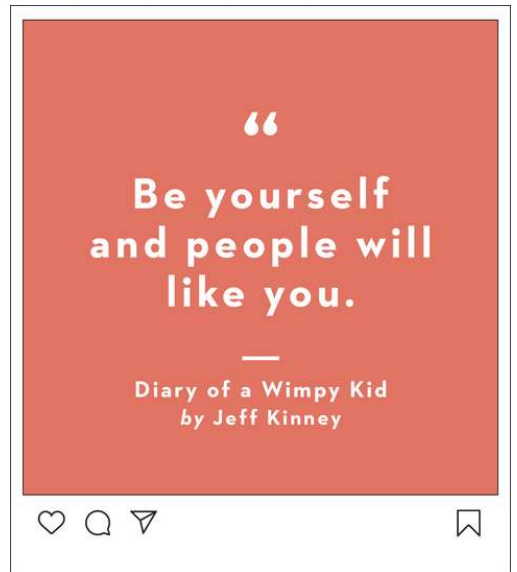 “
Be yourself
and people will
like you.
Diary of a Wimpy Kid
by Jeff Kinney